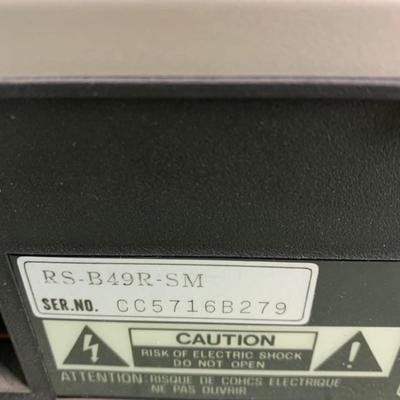 RS-B49R-SM
SER.NO. CC5716B279
CAUTION
RISK OF ELECTRIC SHOCK
DO NOT OPEN
ATTENTION: RISQUE DE COHCS ELECTRIQUE
NE PAS OUVRIR